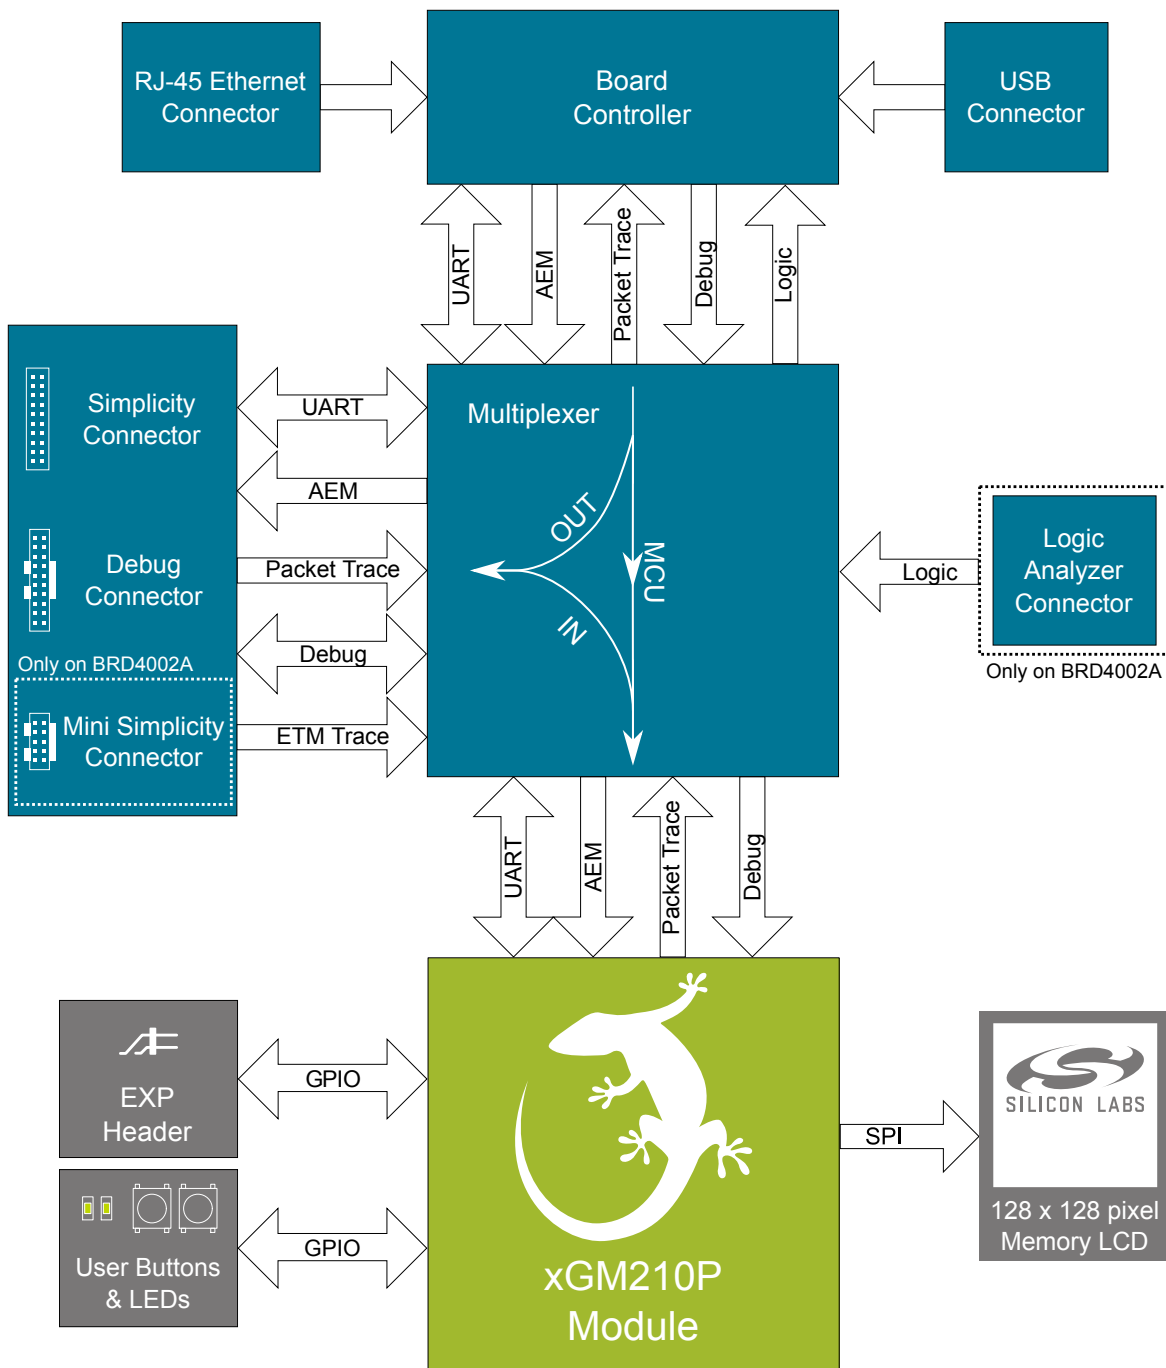 RJ-45 Ethernet
Connector
Board
Controller
USB
Connector
UART
AEM
Packet Trace
Debug
Logic
Simplicity
Connector
Debug
Connector
Only on BRD4002A
Mini Simplicity
Connector
UART
AEM
Packet Trace
Debug
ETM Trace
Multiplexer
OUT
MCU
IN
Logic
Logic
Analyzer
Connector
Only on BRD4002A
UART
AEM
Packet Trace
Debug
EXP
Header
GPIO
User Buttons
& LEDs
GPIO
xGM210P
Module
SPI
SILICON LABS
128 x 128 pixel
Memory LCD